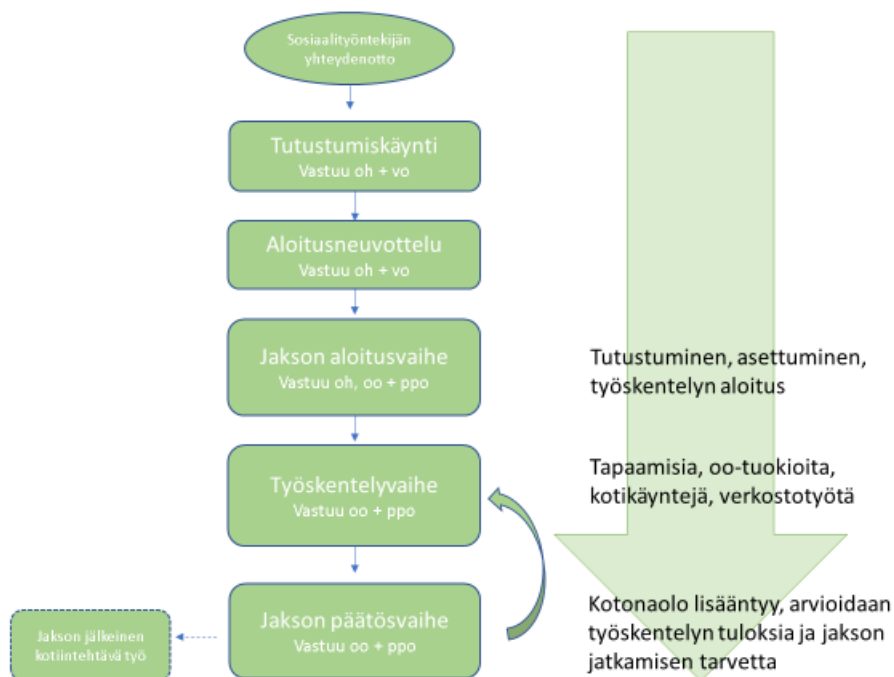 Sosiaalityöntekijän
yhteydenotto
Tutustumiskäynti
Vastuu oh + vo
Aloitusneuvottelu
Vastuu oh + vo
Jakson aloitusvaihe
Vastuu oh, oo + ppo
Tutustuminen, asettuminen,
työskentelyn aloitus
Työskentelyvaihe
Vastuu oo + ppo
Tapaamisia, oo-tuokioita,
kotikäyntejä, verkostotyötä
Jakson päätösvaihe
Vastuu oo + ppo
Jakson jälkeinen
kotiintehtävä työ
Kotonaolo lisääntyy, arvioidaan
työskentelyn tuloksia ja jakson
jatkamisen tarvetta